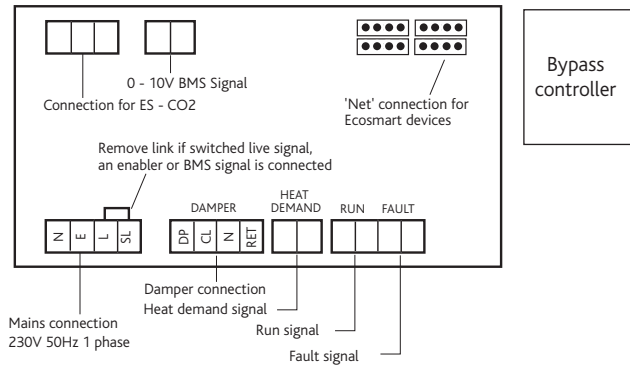 0 - 10V BMS Signal
Connection for ES - CO2
'Net' connection for
Ecosmart devices
Bypass
controller
Remove link if switched live signal,
an enabler or BMS signal is connected
DAMPER
HEAT
DEMAND
RUN
FAULT
N
E
L
SL
DP
CL
N
RET
Damper connection
Heat demand signal
Mains connection
230V 50Hz 1 phase
Run signal
Fault signal